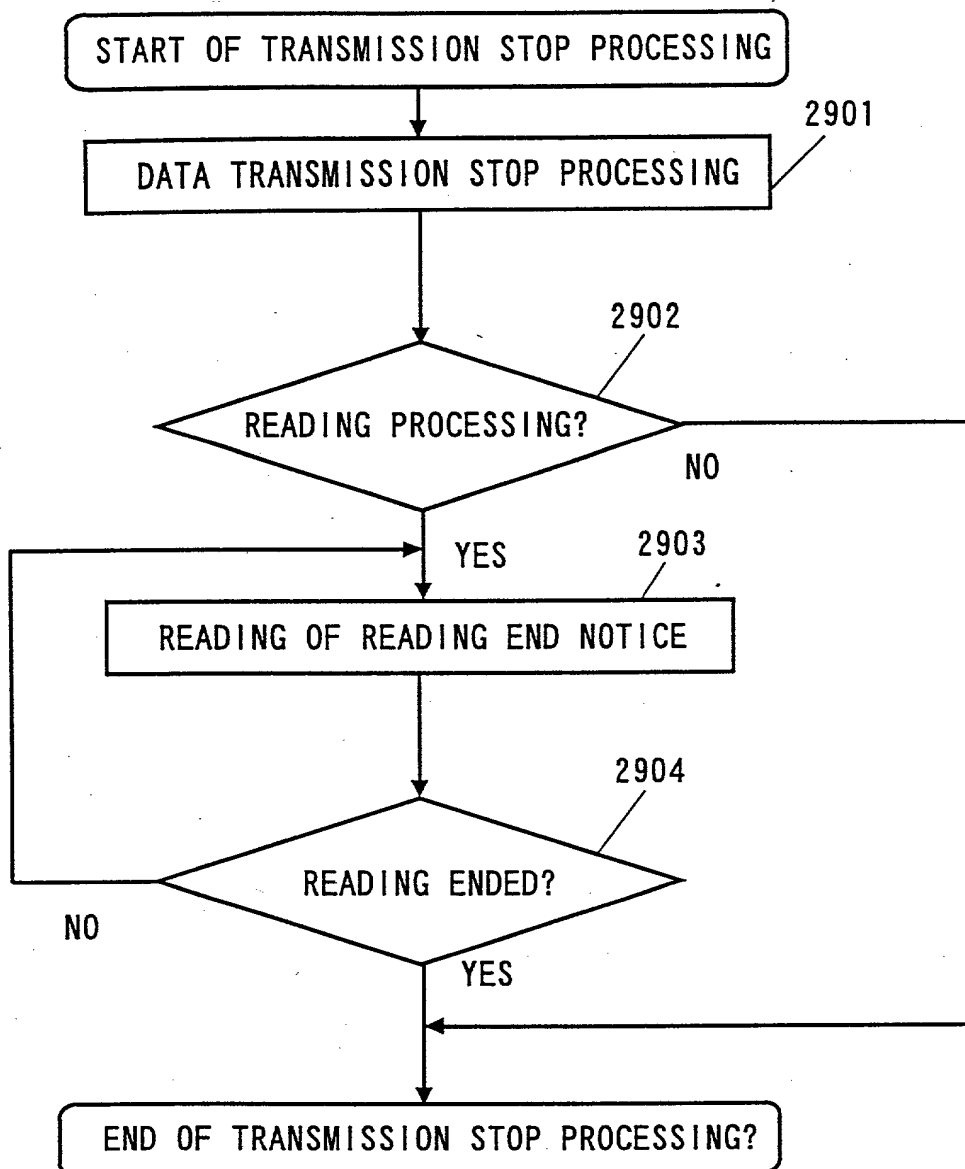 START OF TRANSMISSION STOP PROCESSING
2901
DATA TRANSMISSION STOP PROCESSING
2902
READING PROCESSING?
NO
YES
2903
READING OF READING END NOTICE
2904
READING ENDED?
NO
YES
END OF TRANSMISSION STOP PROCESSING?